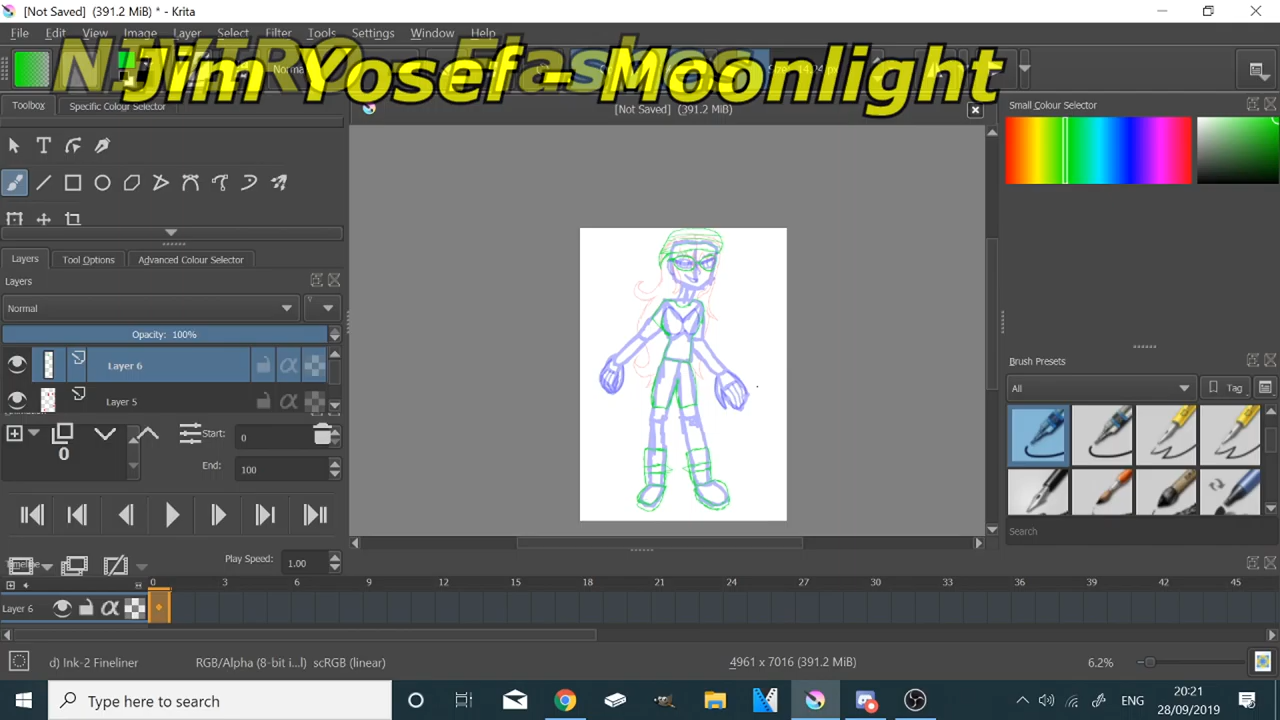 [Not Saved] (391.2 MiB) * - Krita
File Edit View Image Layer Select Filter Tools Settings Window Help
Jim Yosef - Moonlight
Toolbox Specific Colour Selector
[Not Saved] (391.2 MiB)
Small Colour Selector
Layers Tool Options Advanced Colour Selector
Layers
Normal
Opacity: 100%
Layer 6
Layer 5
Brush Presets
All
Tag
Start: 0
0
End: 100
Search
Play Speed: 1.00
0 3 6 9 12 15 18 21 24 27 30 33 36 39 42 45
Layer 6
d) Ink-2 Fineliner RGB/Alpha (8-bit i...l) scRGB (linear) 4961 x 7016 (391.2 MiB) 6.2%
Type here to search
ENG
20:21
28/09/2019